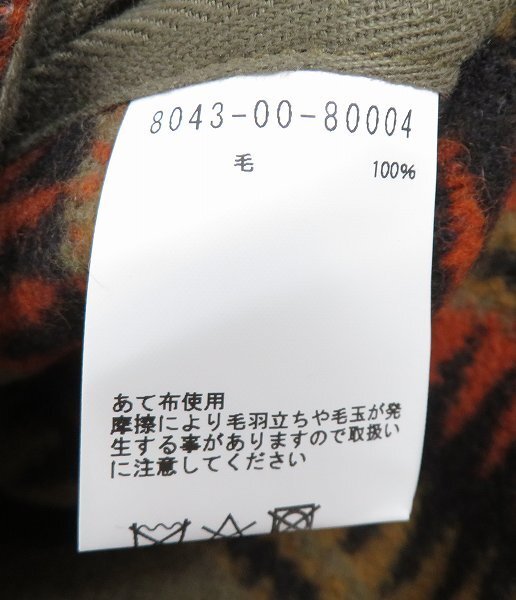 8043-00-80004
毛 100%
あて布使用
摩擦により毛羽立ちや毛玉が発
生する事がありますので取扱い
に注意してください